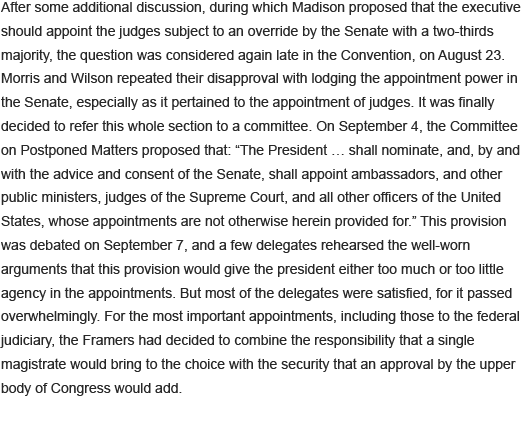 After some additional discussion, during which Madison proposed that the executive
should appoint the judges subject to an override by the Senate with a two-thirds
majority, the question was considered again late in the Convention, on August 23.
Morris and Wilson repeated their disapproval with lodging the appointment power in
the Senate, especially as it pertained to the appointment of judges. It was finally
decided to refer this whole section to a committee. On September 4, the Committee
on Postponed Matters proposed that: “The President … shall nominate, and, by and
with the advice and consent of the Senate, shall appoint ambassadors, and other
public ministers, judges of the Supreme Court, and all other officers of the United
States, whose appointments are not otherwise herein provided for.” This provision
was debated on September 7, and a few delegates rehearsed the well-worn
arguments that this provision would give the president either too much or too little
agency in the appointments. But most of the delegates were satisfied, for it passed
overwhelmingly. For the most important appointments, including those to the federal
judiciary, the Framers had decided to combine the responsibility that a single
magistrate would bring to the choice with the security that an approval by the upper
body of Congress would add.